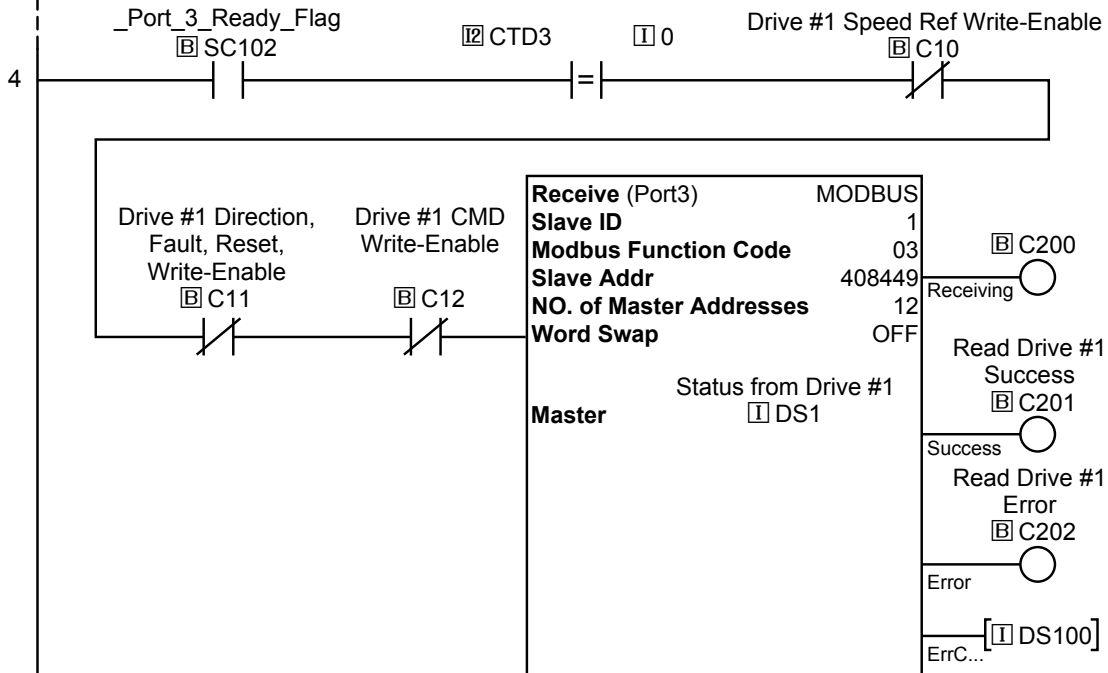 _Port_3_Ready_Flag
B SC102
I2 CTD3
I 0
=
Drive #1 Speed Ref Write-Enable
B C10
4
Drive #1 Direction,
Fault, Reset,
Write-Enable
B C11
Drive #1 CMD
Write-Enable
B C12
Receive (Port3) MODBUS
Slave ID 1
Modbus Function Code 03
Slave Addr 408449
NO. of Master Addresses 12
Word Swap OFF
Status from Drive #1
Master I DS1
B C200
Receiving
Read Drive #1
Success
B C201
Success
Read Drive #1
Error
B C202
Error
[I DS100]
ErrC...